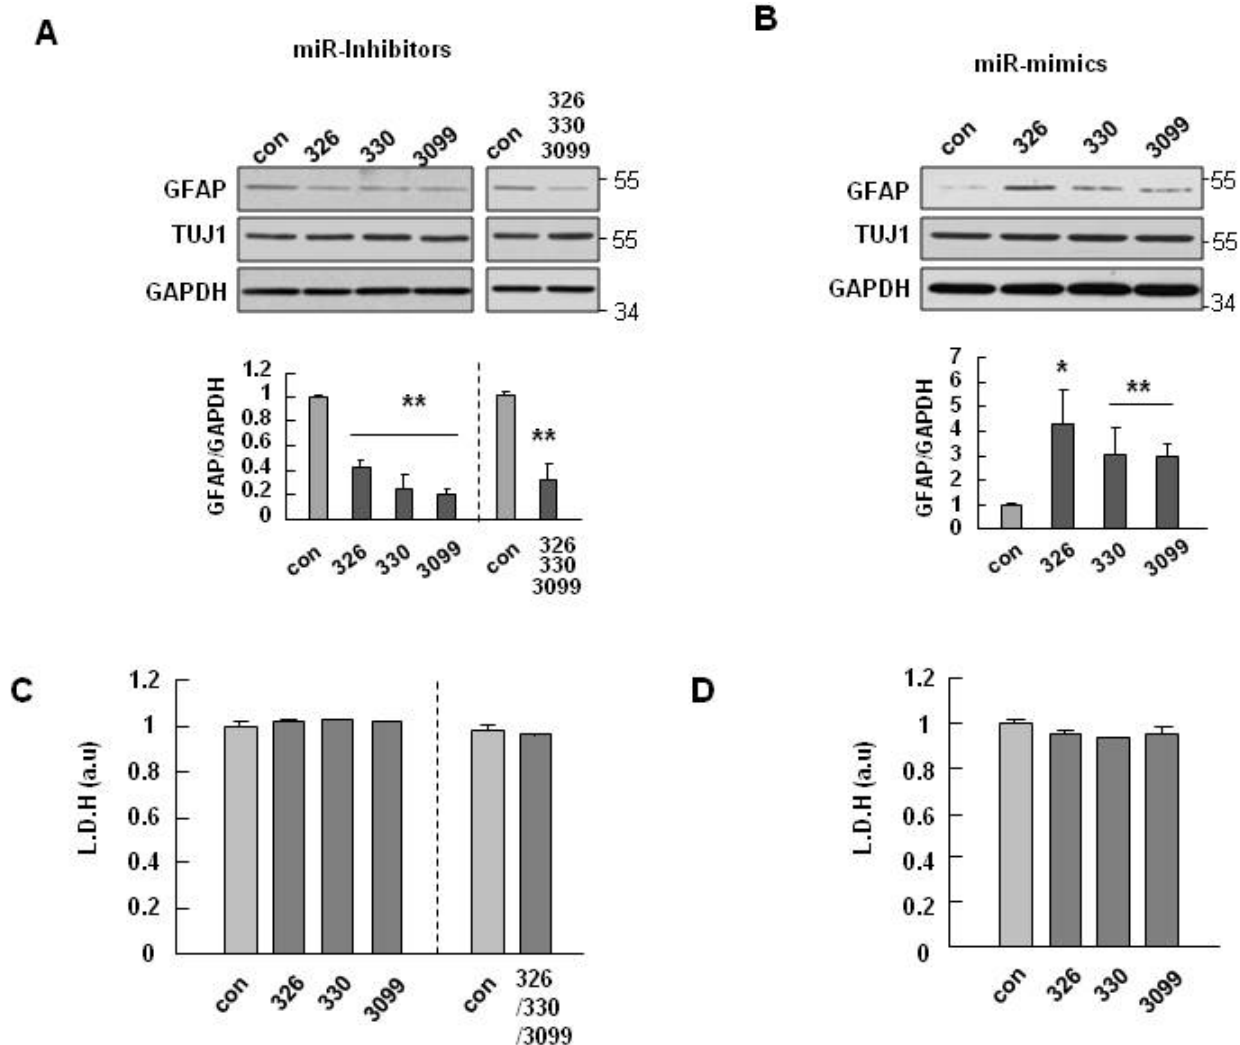 A
miR-Inhibitors
con 326 330 3099 con 326
330
3099
GFAP 55
TUJ1 55
GAPDH 34
GFAP/GAPDH
1.2
1
0.8
0.6
0.4
0.2
0
**
**
con 326 330 3099 con 326
330
3099
B
miR-mimics
con 326 330 3099
GFAP 55
TUJ1 55
GAPDH 34
GFAP/GAPDH
7
6
5
4
3
2
1
0
*
**
con 326 330 3099
C
L.D.H (a.u)
1.2
1
0.8
0.6
0.4
0.2
0
con 326 330 3099 con 326
/330
/3099
D
L.D.H (a.u)
1.2
1
0.8
0.6
0.4
0.2
0
con 326 330 3099